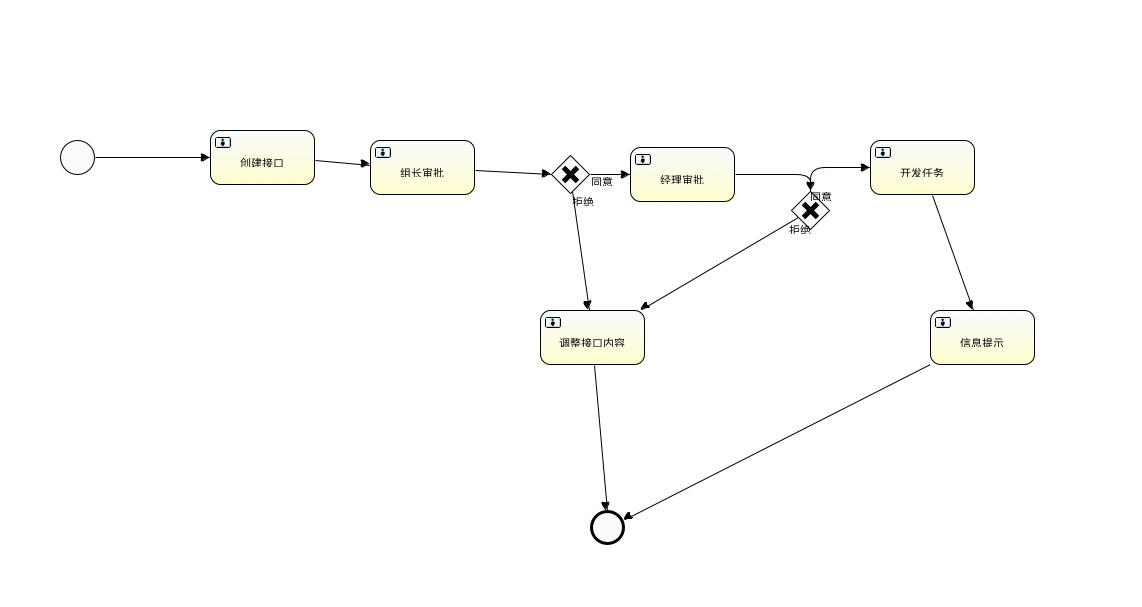 创建接口
组长审批
同意
拒绝
经理审批
同意
拒绝
开发任务
调整接口内容
信息提示